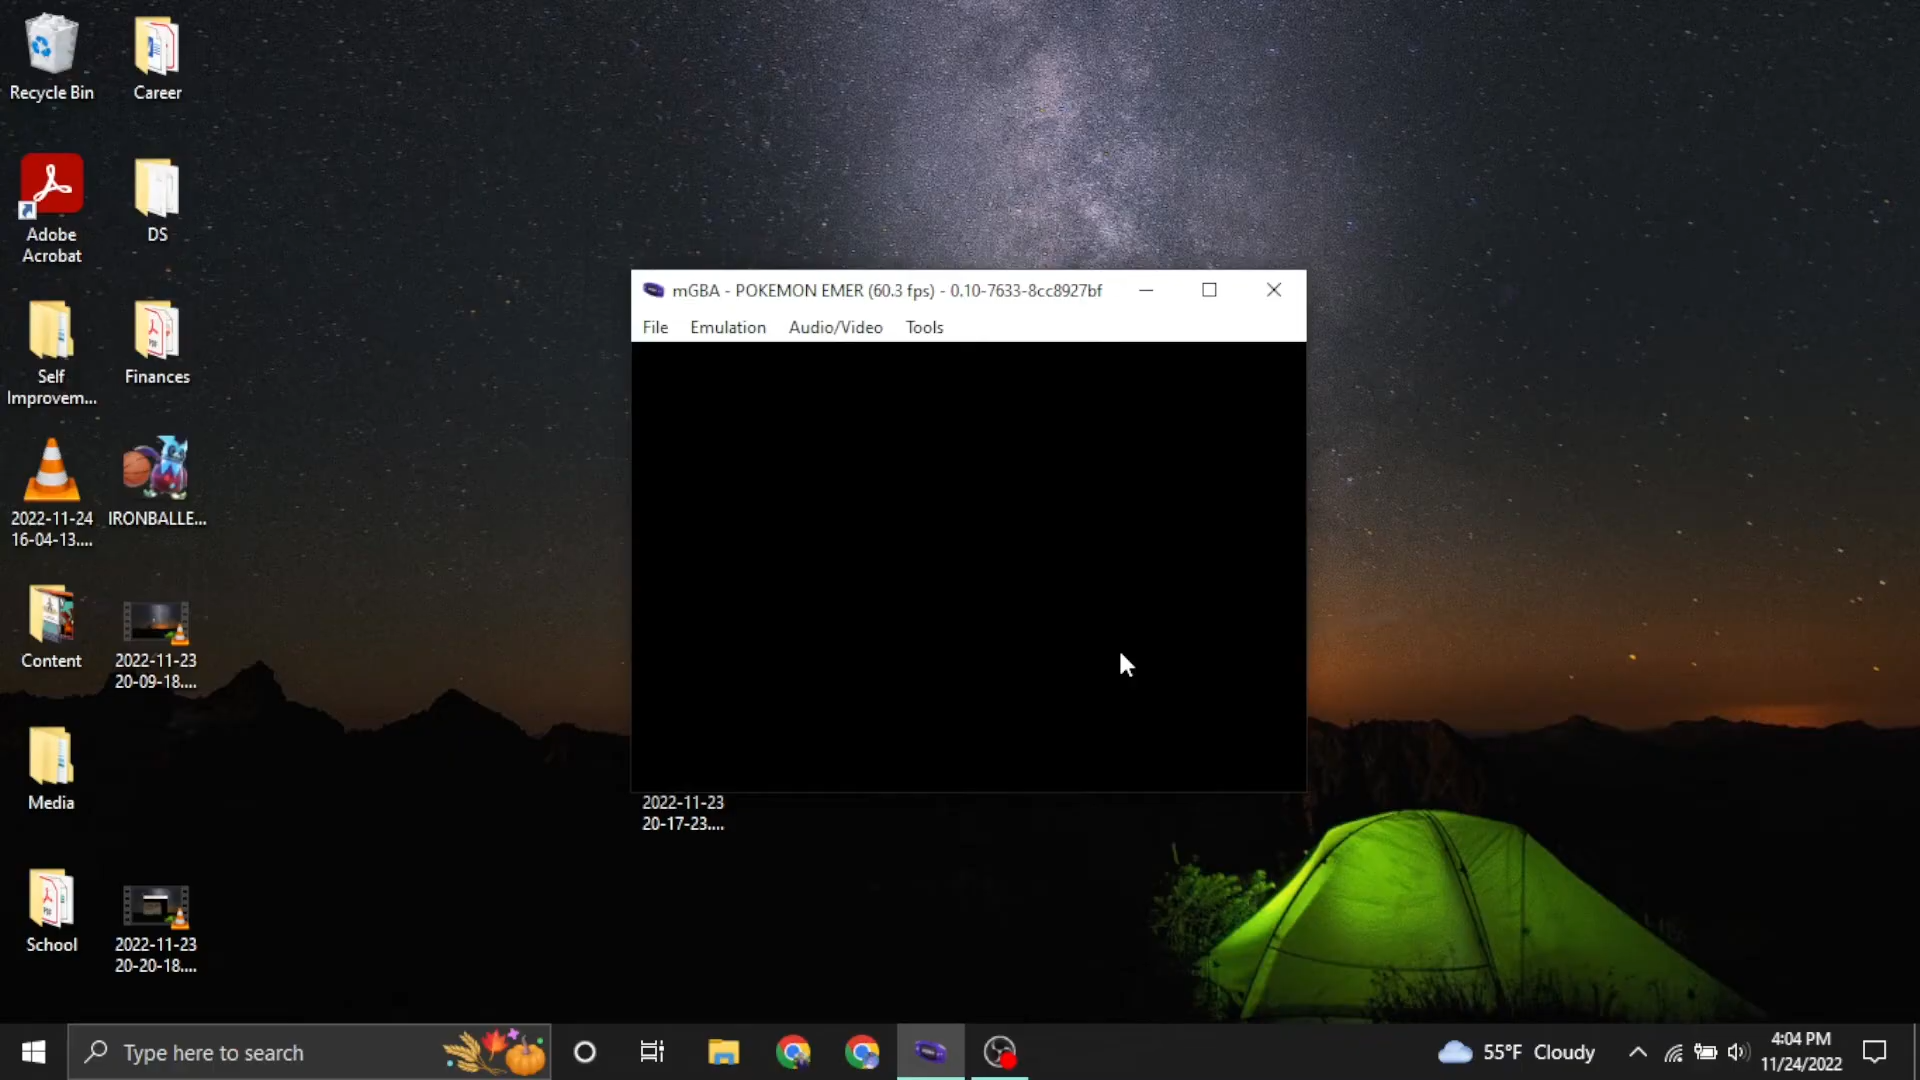 Recycle Bin
Career
Adobe
Acrobat
DS
Self
Improvem...
Finances
2022-11-24
16-04-13....
IRONBALLE...
Content
2022-11-23
20-09-18....
Media
School
2022-11-23
20-20-18....
mGBA - POKEMON EMER (60.3 fps) - 0.10-7633-8cc8927bf
File Emulation Audio/Video Tools
2022-11-23
20-17-23....
Type here to search
55°F Cloudy
4:04 PM
11/24/2022